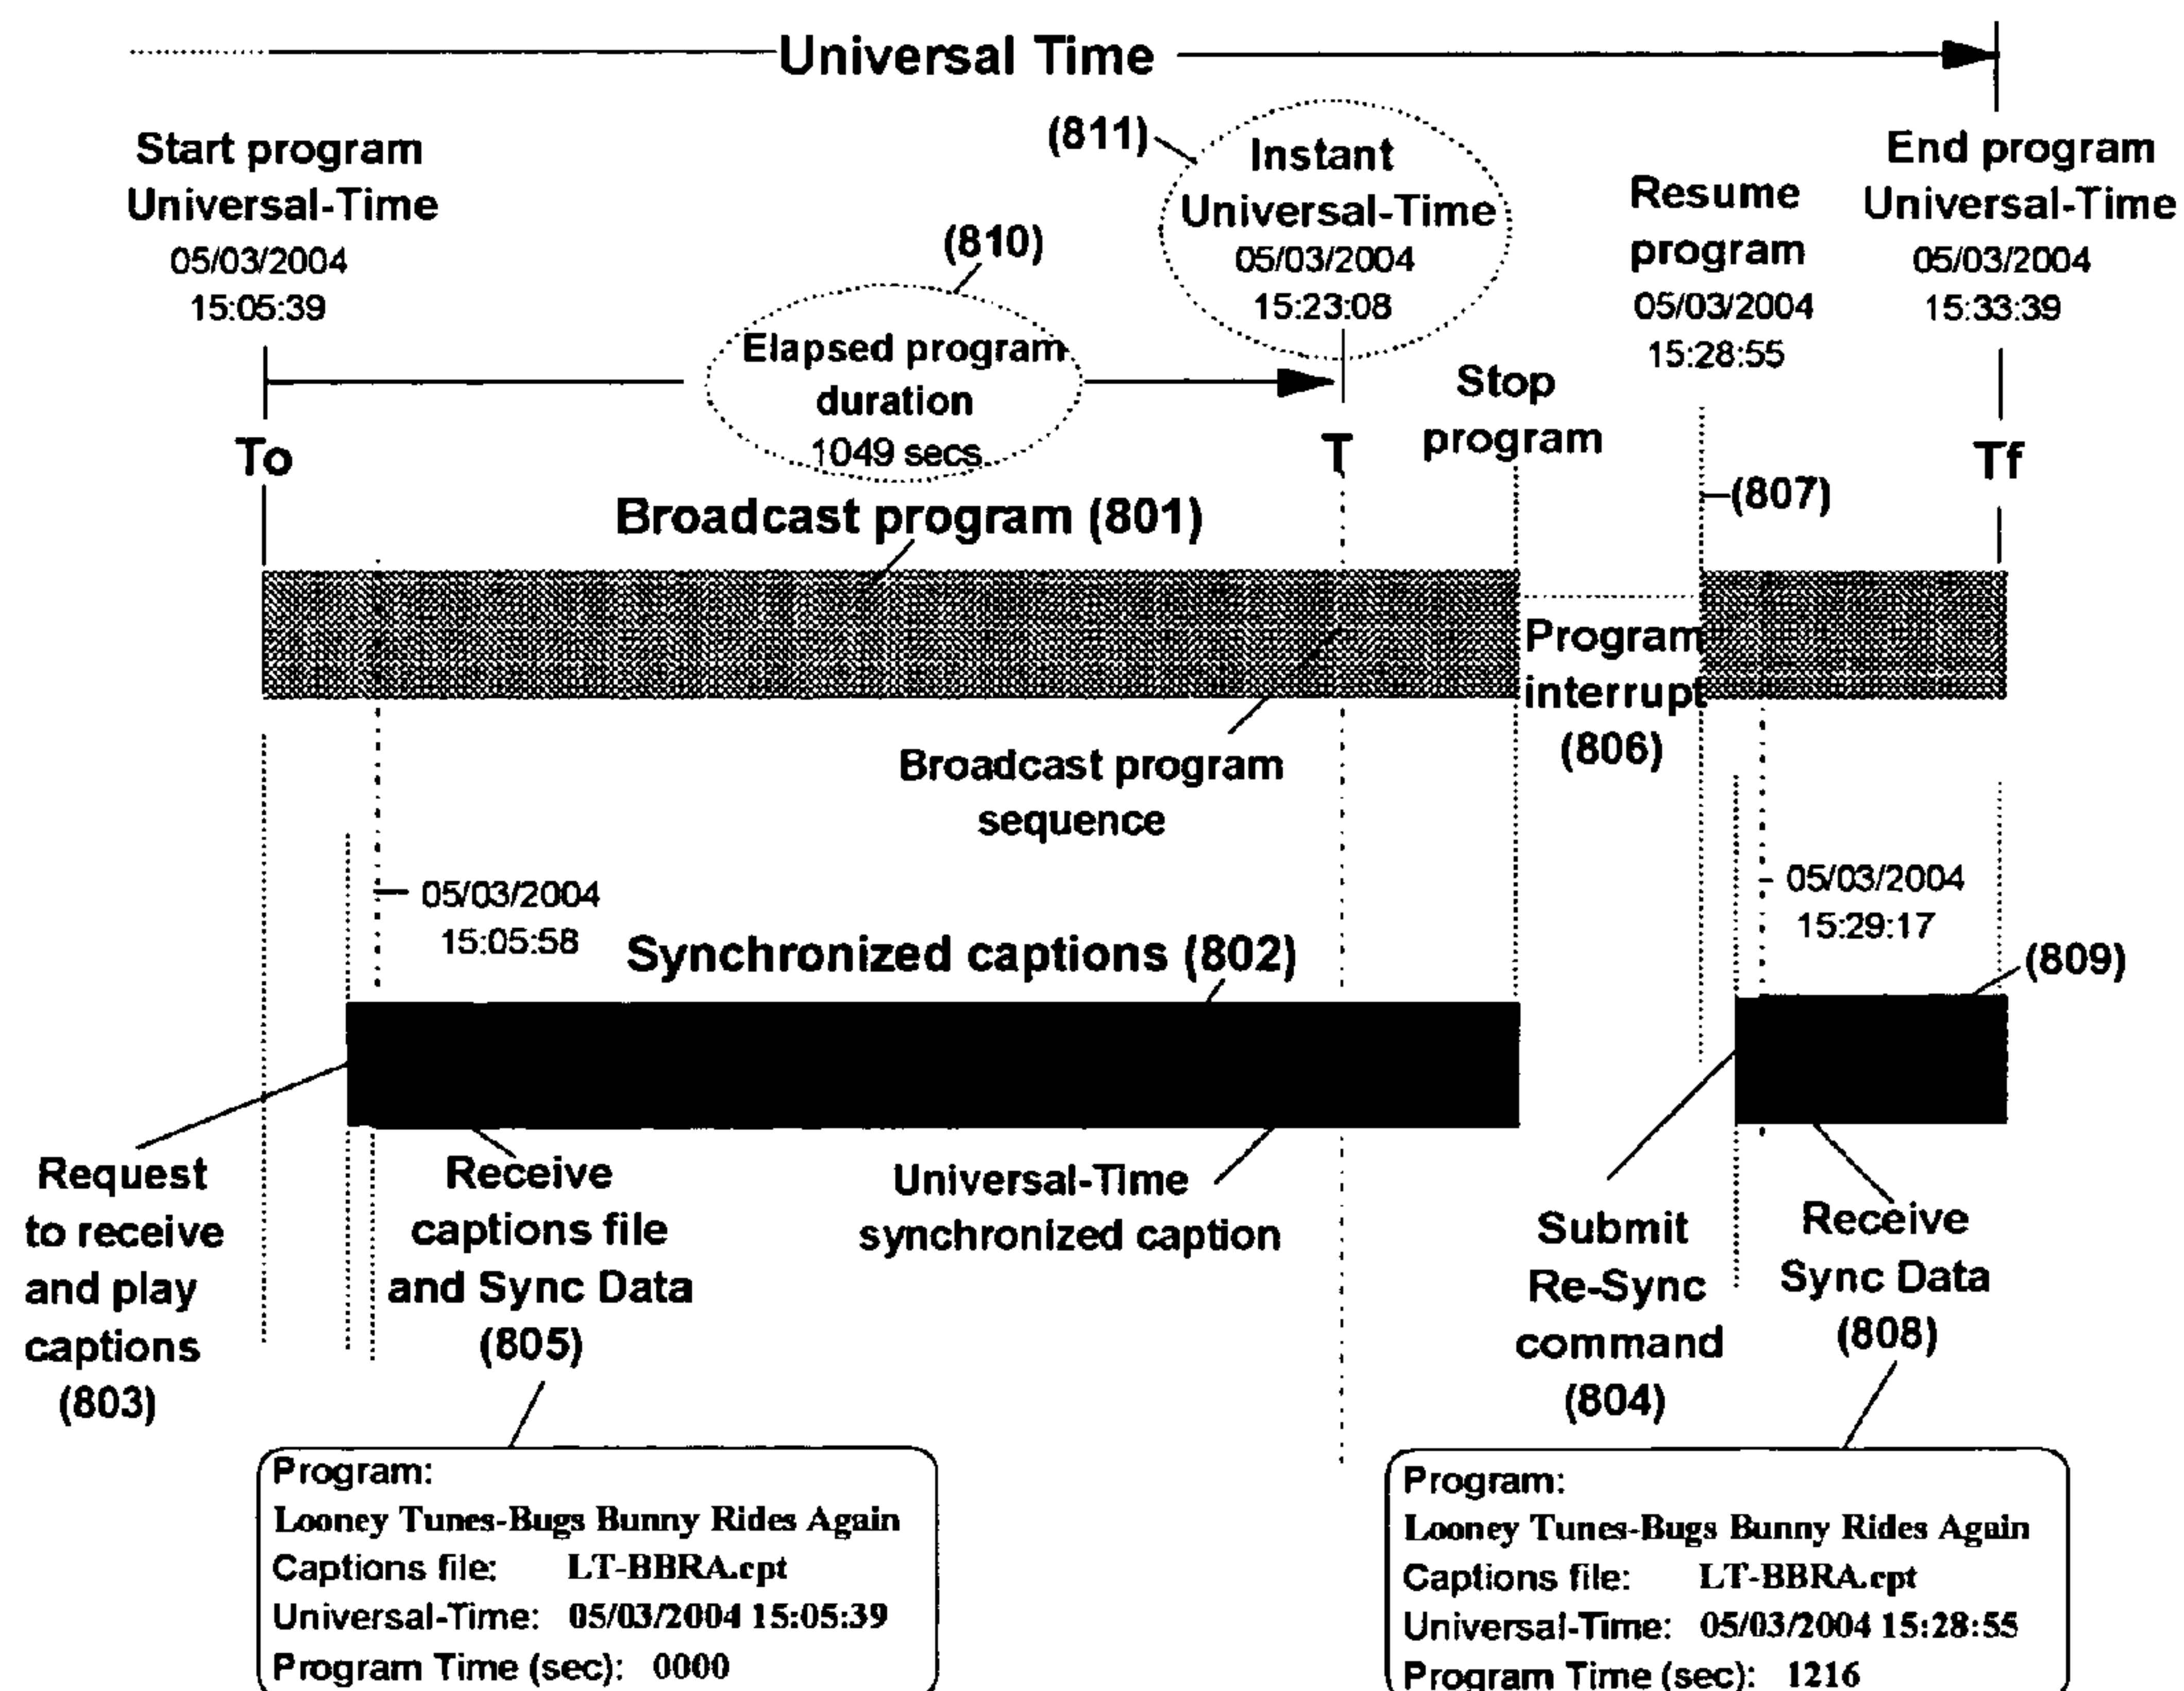 Universal Time
Start program
Universal-Time
05/03/2004
15:05:39
(810)
Elapsed program
duration
1049 secs.
(811)
Instant
Universal-Time
05/03/2004
15:23:08
Resume
program
05/03/2004
15:28:55
End program
Universal-Time
05/03/2004
15:33:39
To
T
Stop
program
(807)
Tf
Broadcast program (801)
Program
interrupt
(806)
Broadcast program
sequence
05/03/2004
15:05:58
Synchronized captions (802)
05/03/2004
15:29:17
(809)
Request
to receive
and play
captions
(803)
Receive
captions file
and Sync Data
(805)
Universal-Time
synchronized caption
Submit
Re-Sync
command
(804)
Receive
Sync Data
(808)
Program:
Looney Tunes-Bugs Bunny Rides Again
Captions file: LT-BBRA.cpt
Universal-Time: 05/03/2004 15:05:39
Program Time (sec): 0000
Program:
Looney Tunes-Bugs Bunny Rides Again
Captions file: LT-BBRA.cpt
Universal-Time: 05/03/2004 15:28:55
Program Time (sec): 1216